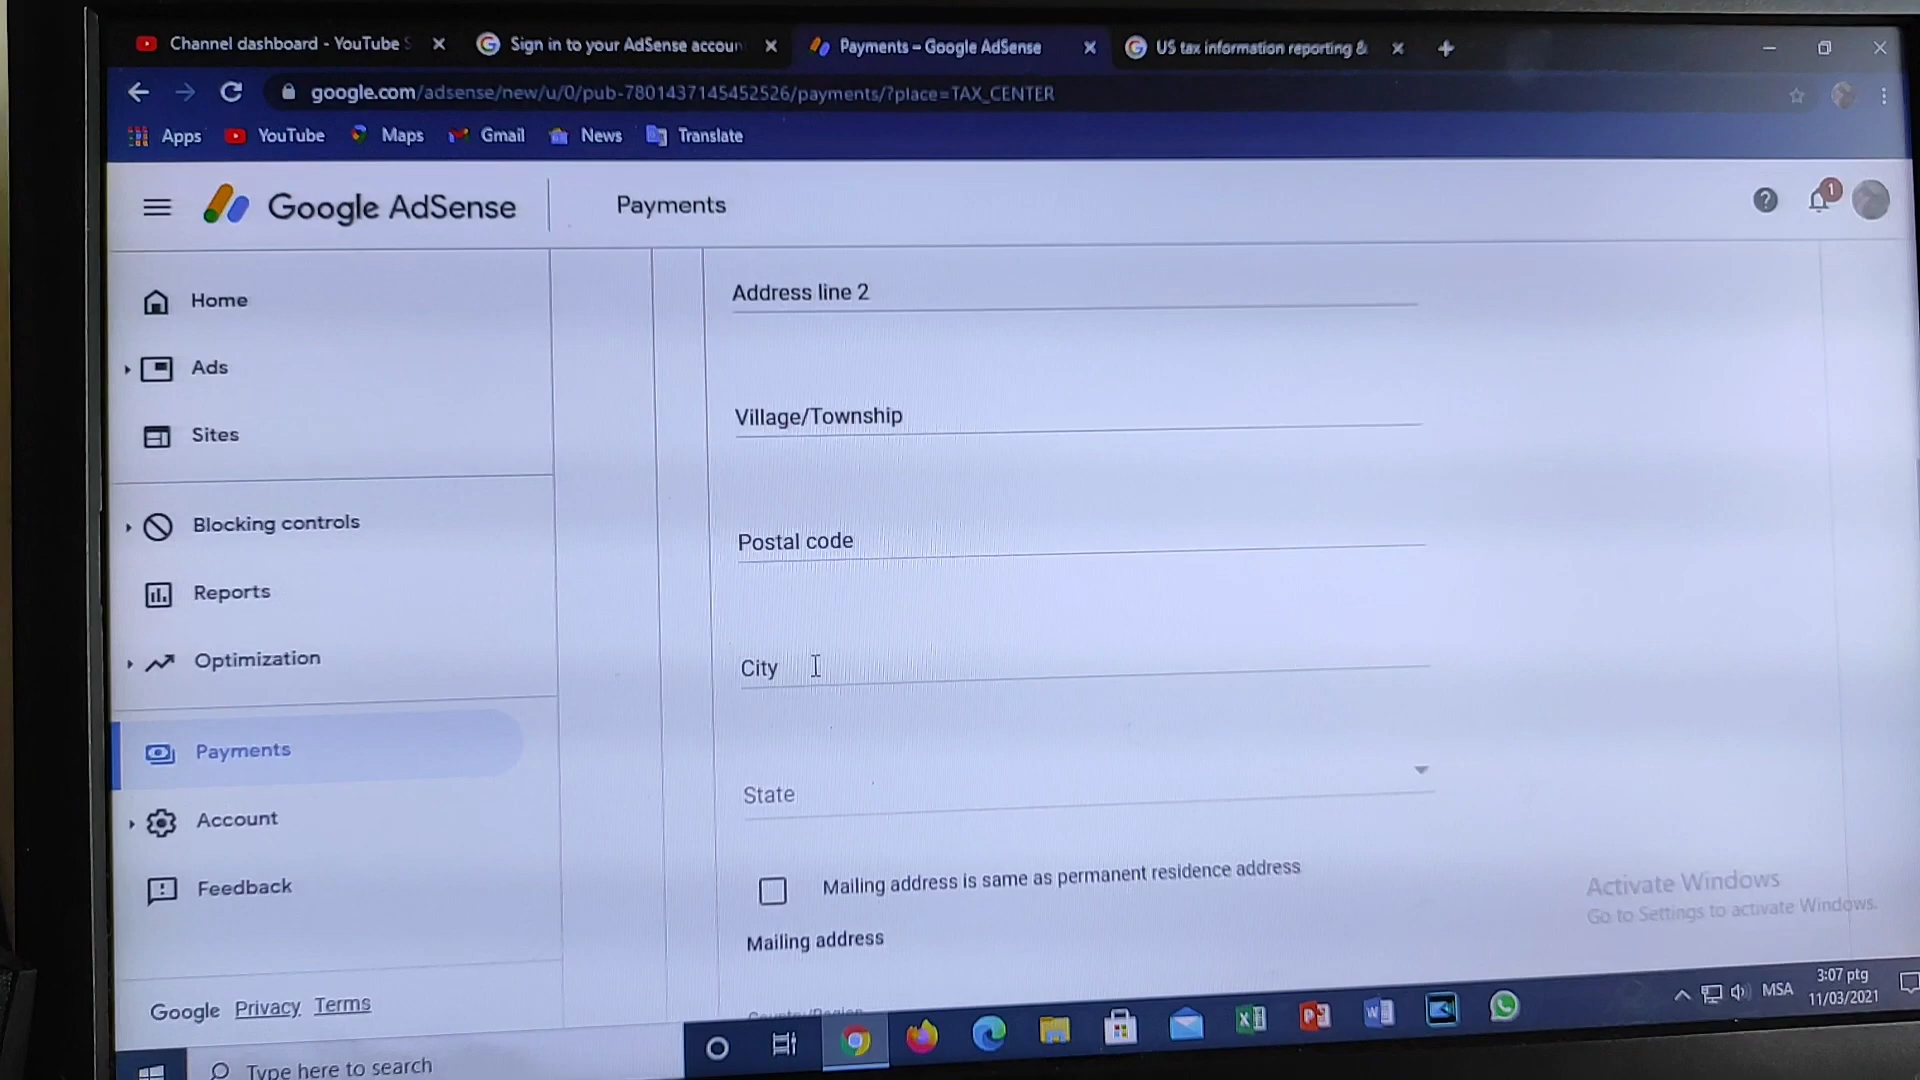 Channel dashboard - YouTube S
Sign in to your AdSense accoun
Payments – Google AdSense
US tax information reporting &
google.com/adsense/new/u/0/pub-7801437145452526/payments/?place=TAX_CENTER
Apps
YouTube
Maps
Gmail
News
Translate
Google AdSense
Payments
1
Home
Ads
Sites
Blocking controls
Reports
Optimization
Payments
Account
Feedback
Google Privacy Terms
Address line 2
Village/Township
Postal code
City
State
Mailing address is same as permanent residence address
Mailing address
Country/Region
Activate Windows
Go to Settings to activate Windows.
Type here to search
MSA
3:07 ptg
11/03/2021